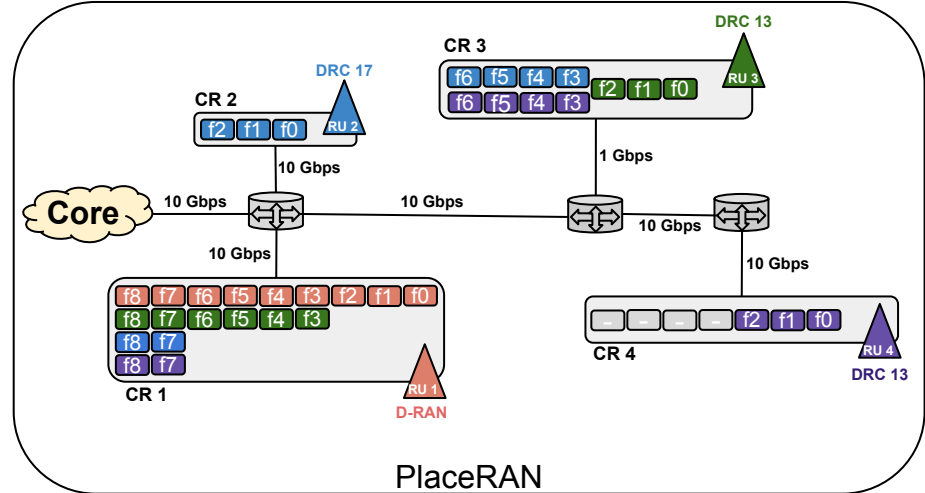 DRC 13
CR 3
f6 f5 f4 f3 f2 f1 f0
f6 f5 f4 f3
RU 3
DRC 17
CR 2
f2 f1 f0
RU 2
1 Gbps
10 Gbps
Core
10 Gbps
10 Gbps
10 Gbps
10 Gbps
10 Gbps
f8 f7 f6 f5 f4 f3 f2 f1 f0
f8 f7 f6 f5 f4 f3
f8 f7
f8 f7
RU 1
CR 1
D-RAN
- - - - f2 f1 f0
RU 4
CR 4
DRC 13
PlaceRAN